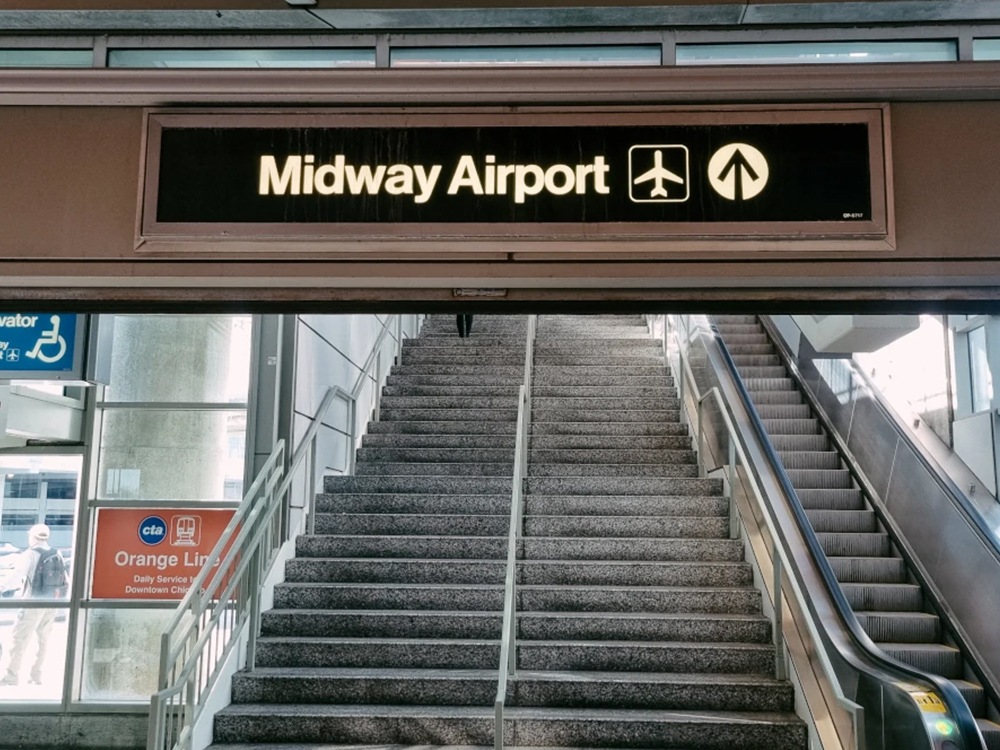 Midway Airport
vator
cta
Orange Line
Daily Service to
Downtown Chic